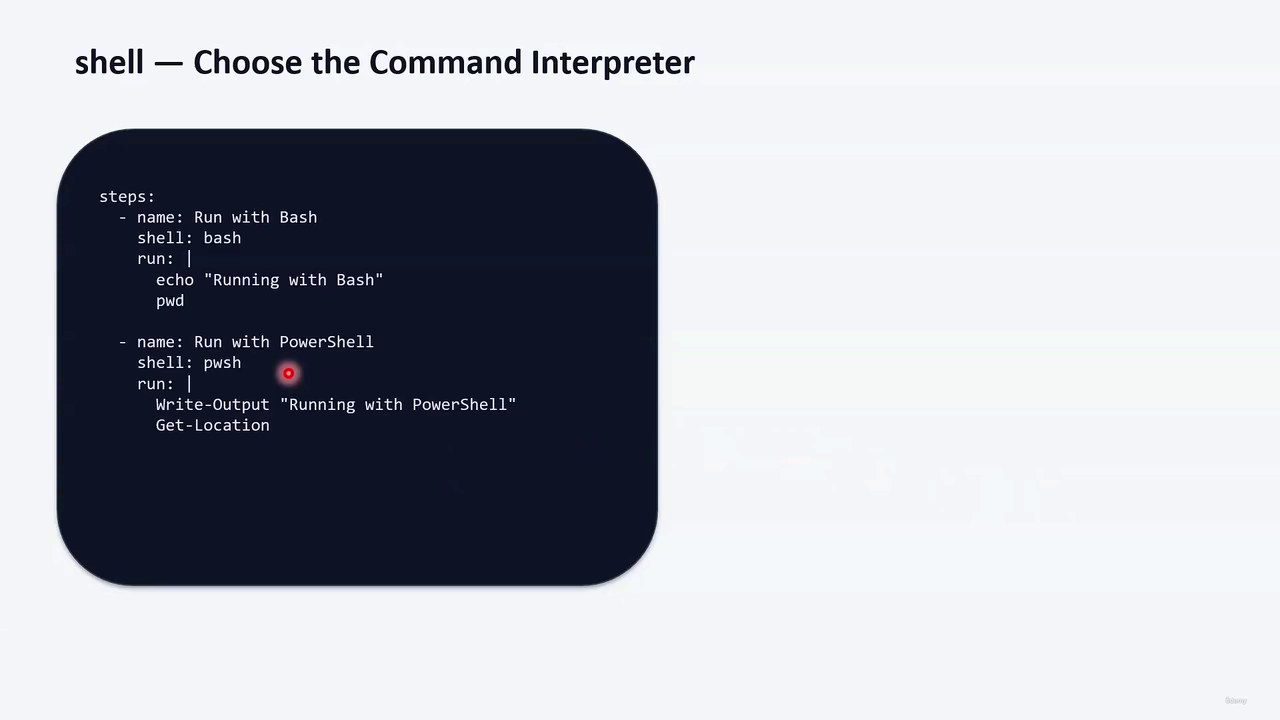 shell — Choose the Command Interpreter
steps:
  - name: Run with Bash
    shell: bash
    run: |
      echo "Running with Bash"
      pwd
  - name: Run with PowerShell
    shell: pwsh
    run: |
      Write-Output "Running with PowerShell"
      Get-Location